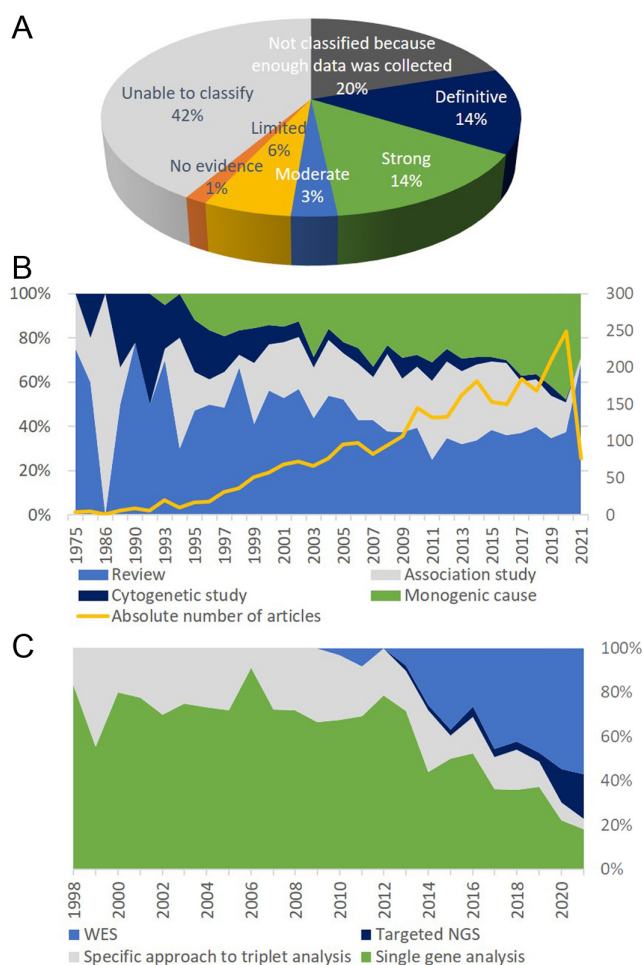 A
Not classified because
enough data was collected
20%
Unable to classify
42%
Definitive
14%
Limited
6%
Strong
14%
No evidence
1%
Moderate
3%
B
100%
80%
60%
40%
20%
0%
300
250
200
150
100
50
0
1975
1986
1990
1993
1995
1997
1999
2001
2003
2005
2007
2009
2011
2013
2015
2017
2019
2021
Review
Association study
Cytogenetic study
Monogenic cause
Absolute number of articles
C
100%
80%
60%
40%
20%
0%
1998
2000
2002
2004
2006
2008
2010
2012
2014
2016
2018
2020
WES
Targeted NGS
Specific approach to triplet analysis
Single gene analysis